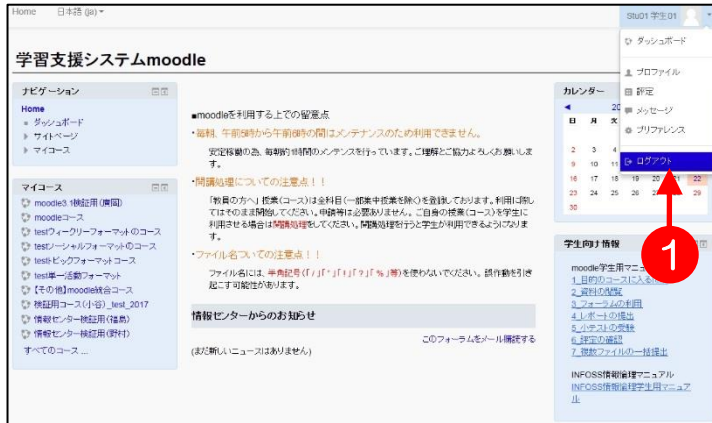 Home 日本語 (ja)
Stu01 学生01
学習支援システムmoodle
ダッシュボード
プロファイル
評定
メッセージ
プリファレンス
ログアウト
1
ナビゲーション
Home
ダッシュボード
サイトページ
マイコース
マイコース
moodle3.1検証用(廣岡)
moodleコース
testウィークリーフォーマットのコース
testソーシャルフォーマットのコース
testトピックフォーマットコース
test単一活動フォーマット
【その他】moodle統合コース
検証用コース(小谷)_test_2017
情報センター検証用(福島)
情報センター検証用(野村)
すべてのコース ...
■moodleを利用する上での留意点
・毎朝、午前5時から午前6時の間はメンテナンスのため利用できません。
安定稼働の為、毎朝約1時間のメンテンスを行っています。ご理解とご協力よろしくお願いしま
す。
・開講処理についての注意点！！
「教員の方へ」授業(コース)は全科目(一部集中授業を除く)を登録しております。利用に際し
てはそのまま開始してください。申請等は必要ありません。ご自身の授業(コース)を学生に
利用させる場合は開講処理をしてください。開講処理を行うと学生が利用できるようになりま
す。
・ファイル名ついての注意点！！
ファイル名には、半角記号(「/」「"」「!」「?」「%」等)を使わないでください。誤作動を引き
起こす可能性があります。
情報センターからのお知らせ
このフォーラムをメール購読する
(まだ新しいニュースはありません)
カレンダー
20
日 月 火
2 3 4
9 10 11
16 17 18 19 20 21 22
23 24 25 26 27 28 29
30
学生向け情報
moodle学生用マニュ
1_目的のコースに入る
2_資料の閲覧
3_フォーラムの利用
4_レポートの提出
5_小テストの受験
6_評定の確認
7_複数ファイルの一括提出
INFOSS情報倫理マニュアル
INFOSS情報倫理学生用マニュア
ル